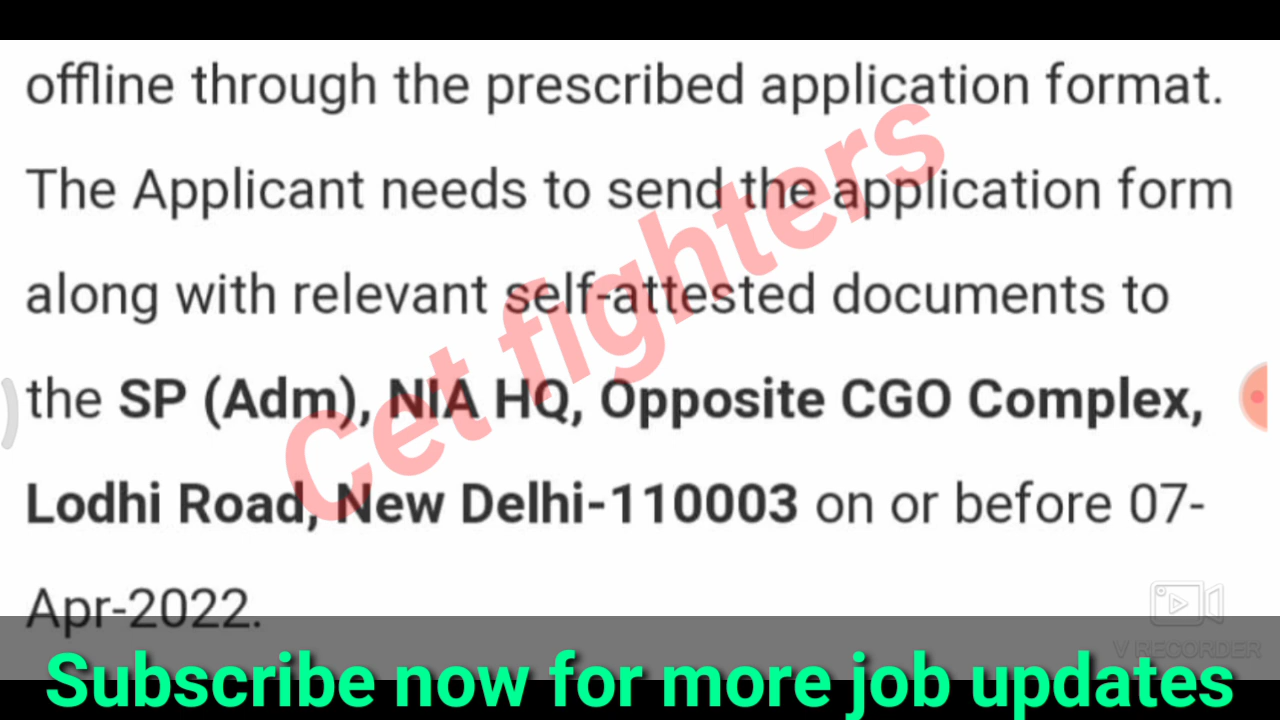 offline through the prescribed application format.
The Applicant needs to send the application form
along with relevant self-attested documents to
the SP (Adm), NIA HQ, Opposite CGO Complex,
Lodhi Road, New Delhi-110003 on or before 07-
Apr-2022.
Cet fighters
V RECORDER
Subscribe now for more job updates